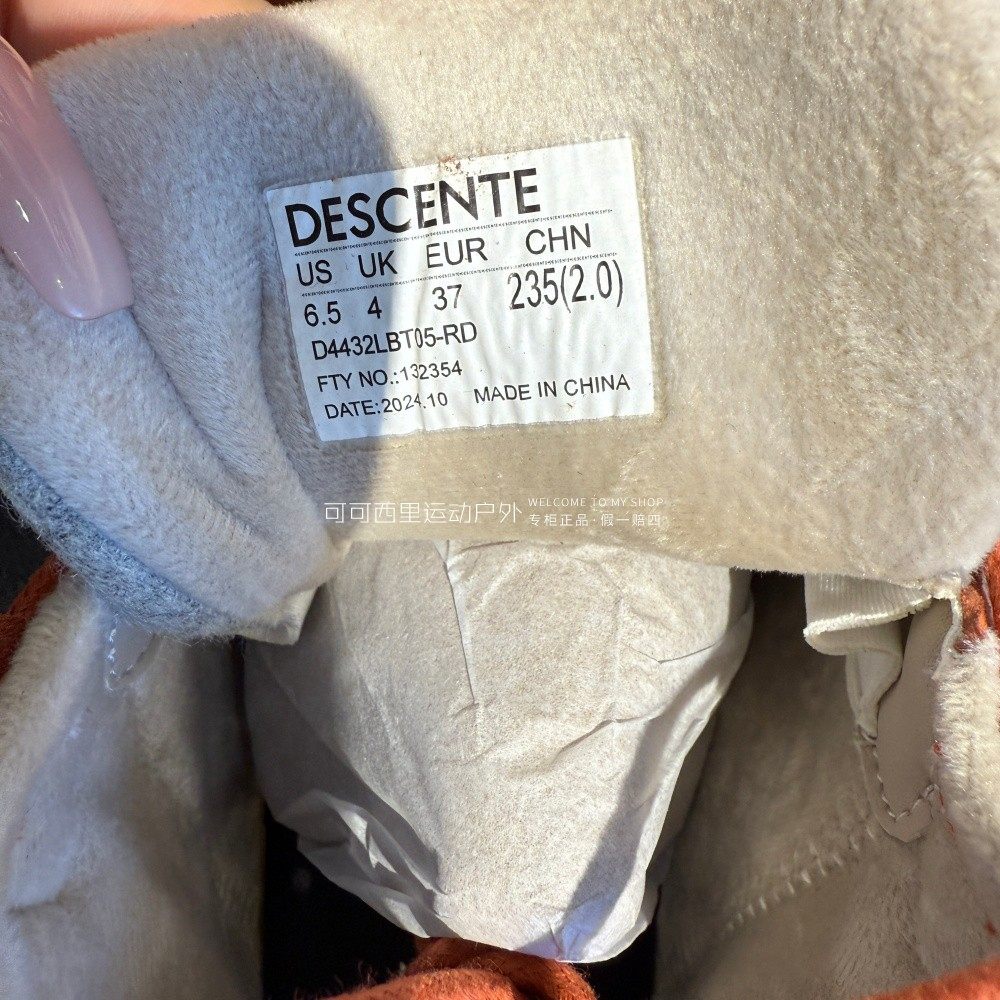 DESCENTE
US UK EUR CHN
6.5 4 37 235(2.0)
D4432LBT05-RD
FTY NO.:132354
DATE:2024.10 MADE IN CHINA
可可西里运动户外
WELCOME TO MY SHOP
专柜正品·假一赔四